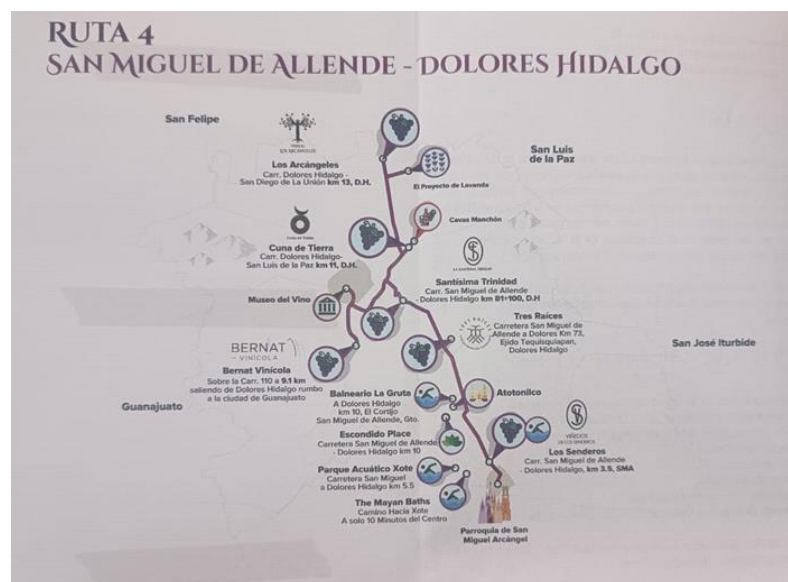 RUTA 4
SAN MIGUEL DE ALLENDE - DOLORES HIDALGO
San Felipe
San Luis
de la Paz
Los Arcángeles
Carr. Dolores Hidalgo -
San Diego de La Unión km 13, D.H.
El Proyecto de Lavanda
Cavas Manchón
Cuna de Tierra
Carr. Dolores Hidalgo-
San Luis de la Paz km 11, D.H.
Santísima Trinidad
Carr. San Miguel de Allende
- Dolores Hidalgo km 81+100, D.H
Museo del Vino
TRES RAÍCES
Tres Raíces
Carretera San Miguel de
Allende a Dolores Km 73,
Ejido Tequisquiapan,
Dolores Hidalgo
San José Iturbide
BERNAT
- VINÍCOLA -
Bernat Vinícola
Sobre la Carr. 110 a 9.1 km
saliendo de Dolores Hidalgo rumbo
a la ciudad de Guanajuato
Guanajuato
Balneario La Gruta
A Dolores Hidalgo
km 10, El Cortijo
San Miguel de Allende, Gto.
Atotonilco
Escondido Place
Carretera San Miguel de Allende
- Dolores Hidalgo km 10
VIÑEDOS
DE LOS SENDEROS
Los Senderos
Carr. San Miguel de Allende
- Dolores Hidalgo, km 3.5, SMA
Parque Acuático Xote
Carretera San Miguel
a Dolores Hidalgo km 5.5
The Mayan Baths
Camino Hacia Xote
A solo 10 Minutos del Centro
Parroquia de San
Miguel Arcángel